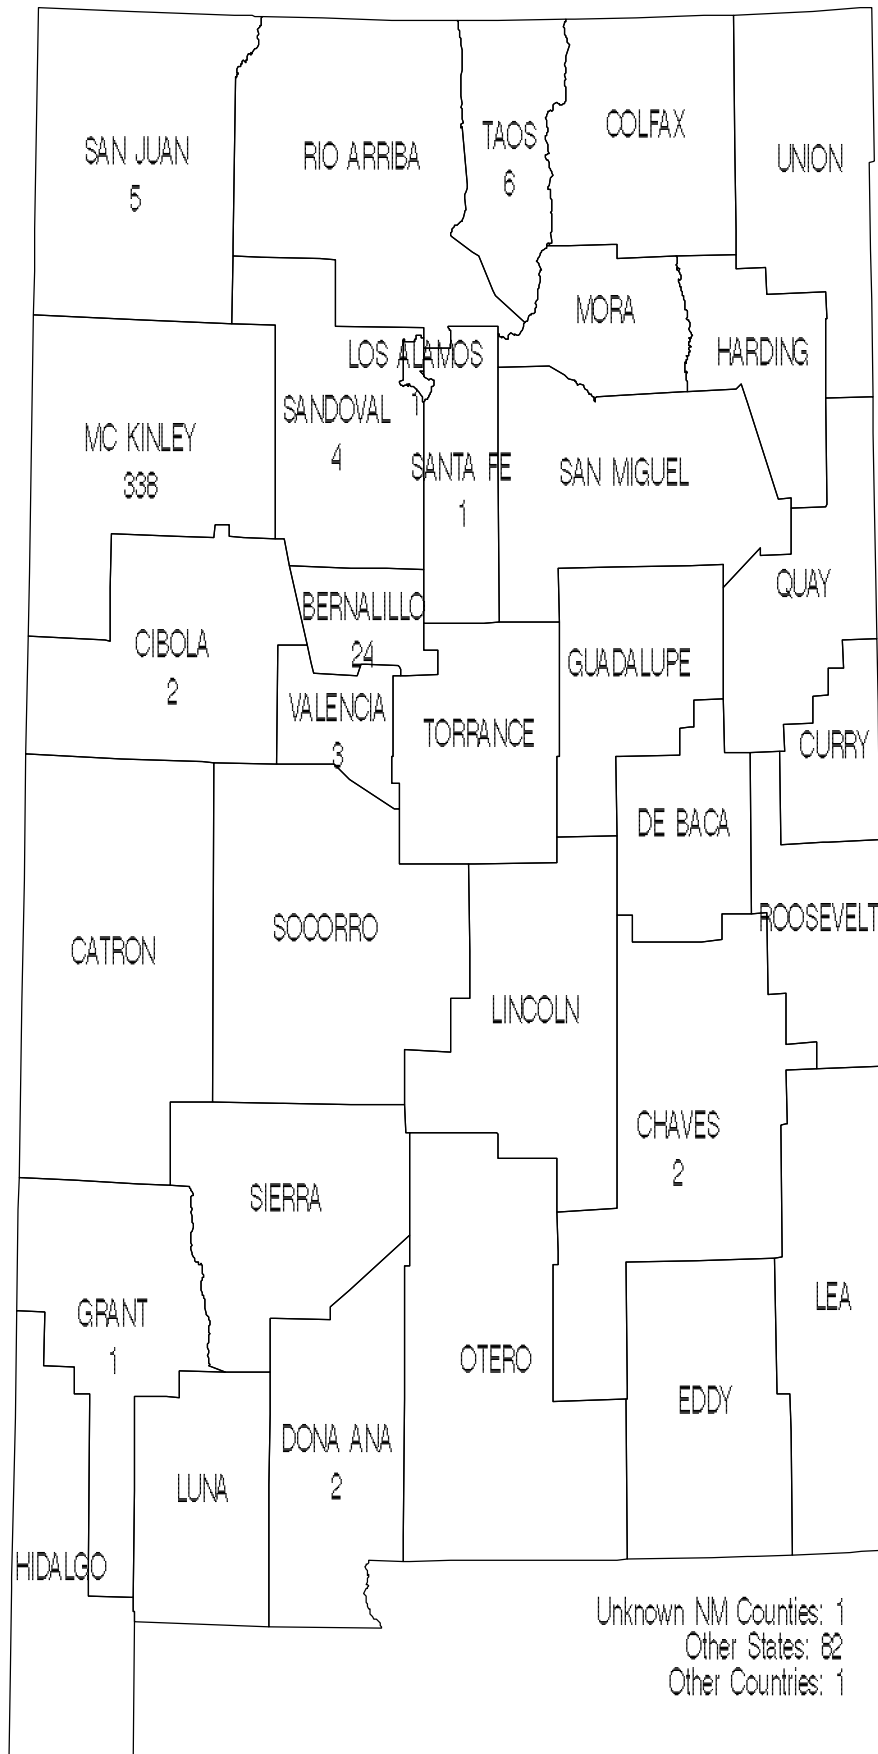 SAN JUAN
5
RIO ARRIBA
TAOS
6
COLFAX
UNION
MORA
HARDING
LOS ALAMOS
1
SANDOVAL
4
MC KINLEY
338
SANTA FE
1
SAN MIGUEL
QUAY
BERNALILLO
24
CIBOLA
2
GUADALUPE
VALENCIA
3
TORRANCE
CURRY
DE BACA
ROOSEVELT
SOCORRO
CATRON
LINCOLN
CHAVES
2
SIERRA
GRANT
1
LEA
OTERO
EDDY
DONA ANA
2
LUNA
HIDALGO
Unknown NM Counties: 1
Other States: 82
Other Countries: 1